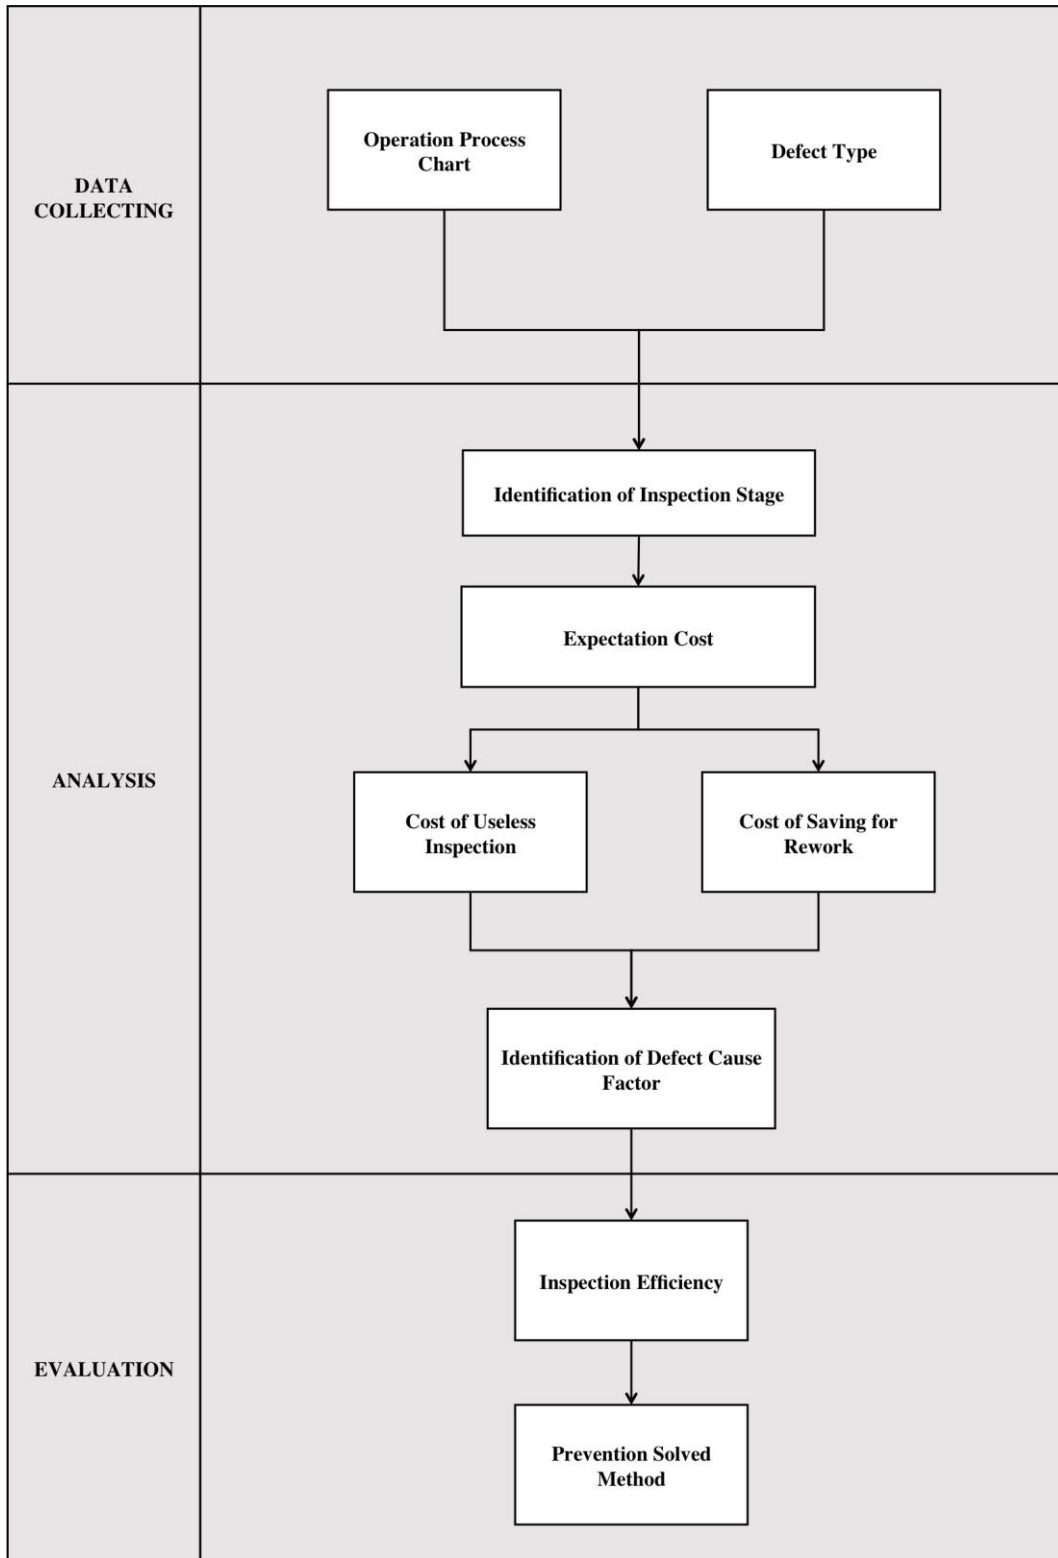 DATA
COLLECTING
Operation Process
Chart
Defect Type
ANALYSIS
Identification of Inspection Stage
Expectation Cost
Cost of Useless
Inspection
Cost of Saving for
Rework
Identification of Defect Cause
Factor
EVALUATION
Inspection Efficiency
Prevention Solved
Method